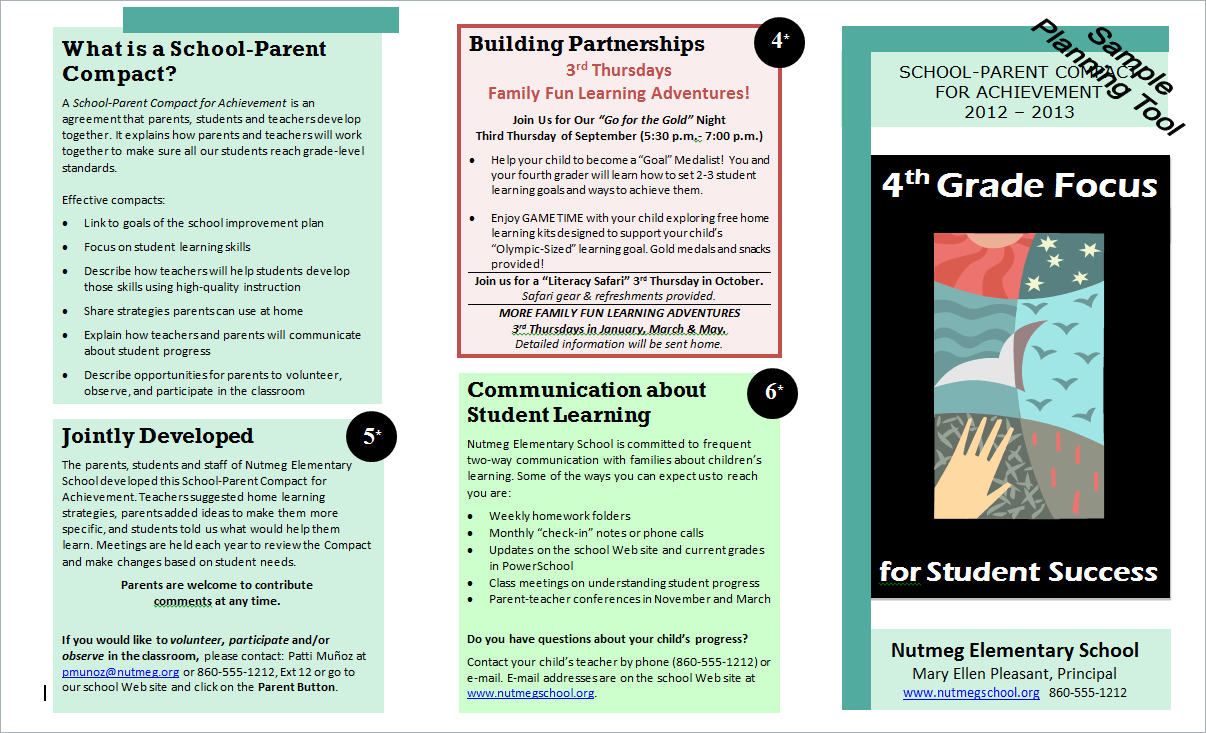 What is a School-Parent
Compact?
A School-Parent Compact for Achievement is an
agreement that parents, students and teachers develop
together. It explains how parents and teachers will work
together to make sure all our students reach grade-level
standards.
Effective compacts:
• Link to goals of the school improvement plan
• Focus on student learning skills
• Describe how teachers will help students develop
those skills using high-quality instruction
• Share strategies parents can use at home
• Explain how teachers and parents will communicate
about student progress
• Describe opportunities for parents to volunteer,
observe, and participate in the classroom
Jointly Developed
5*
The parents, students and staff of Nutmeg Elementary
School developed this School-Parent Compact for
Achievement. Teachers suggested home learning
strategies, parents added ideas to make them more
specific, and students told us what would help them
learn. Meetings are held each year to review the Compact
and make changes based on student needs.
Parents are welcome to contribute
comments at any time.
If you would like to volunteer, participate and/or
observe in the classroom, please contact: Patti Muñoz at
pmunoz@nutmeg.org or 860-555-1212, Ext 12 or go to
our school Web site and click on the Parent Button.
Building Partnerships
4*
3rd Thursdays
Family Fun Learning Adventures!
Join Us for Our “Go for the Gold” Night
Third Thursday of September (5:30 p.m.- 7:00 p.m.)
• Help your child to become a “Goal” Medalist! You and
your fourth grader will learn how to set 2-3 student
learning goals and ways to achieve them.
• Enjoy GAME TIME with your child exploring free home
learning kits designed to support your child’s
“Olympic-Sized” learning goal. Gold medals and snacks
provided!
Join us for a “Literacy Safari” 3rd Thursday in October.
Safari gear & refreshments provided.
MORE FAMILY FUN LEARNING ADVENTURES
3rd Thursdays in January, March & May.
Detailed information will be sent home.
Communication about
Student Learning
6*
Nutmeg Elementary School is committed to frequent
two-way communication with families about children’s
learning. Some of the ways you can expect us to reach
you are:
• Weekly homework folders
• Monthly “check-in” notes or phone calls
• Updates on the school Web site and current grades
in PowerSchool
• Class meetings on understanding student progress
• Parent-teacher conferences in November and March
Do you have questions about your child’s progress?
Contact your child’s teacher by phone (860-555-1212) or
e-mail. E-mail addresses are on the school Web site at
www.nutmegschool.org.
Sample
Planning Tool
SCHOOL-PARENT COMPACT
FOR ACHIEVEMENT
2012 – 2013
4th Grade Focus
for Student Success
Nutmeg Elementary School
Mary Ellen Pleasant, Principal
www.nutmegschool.org 860-555-1212